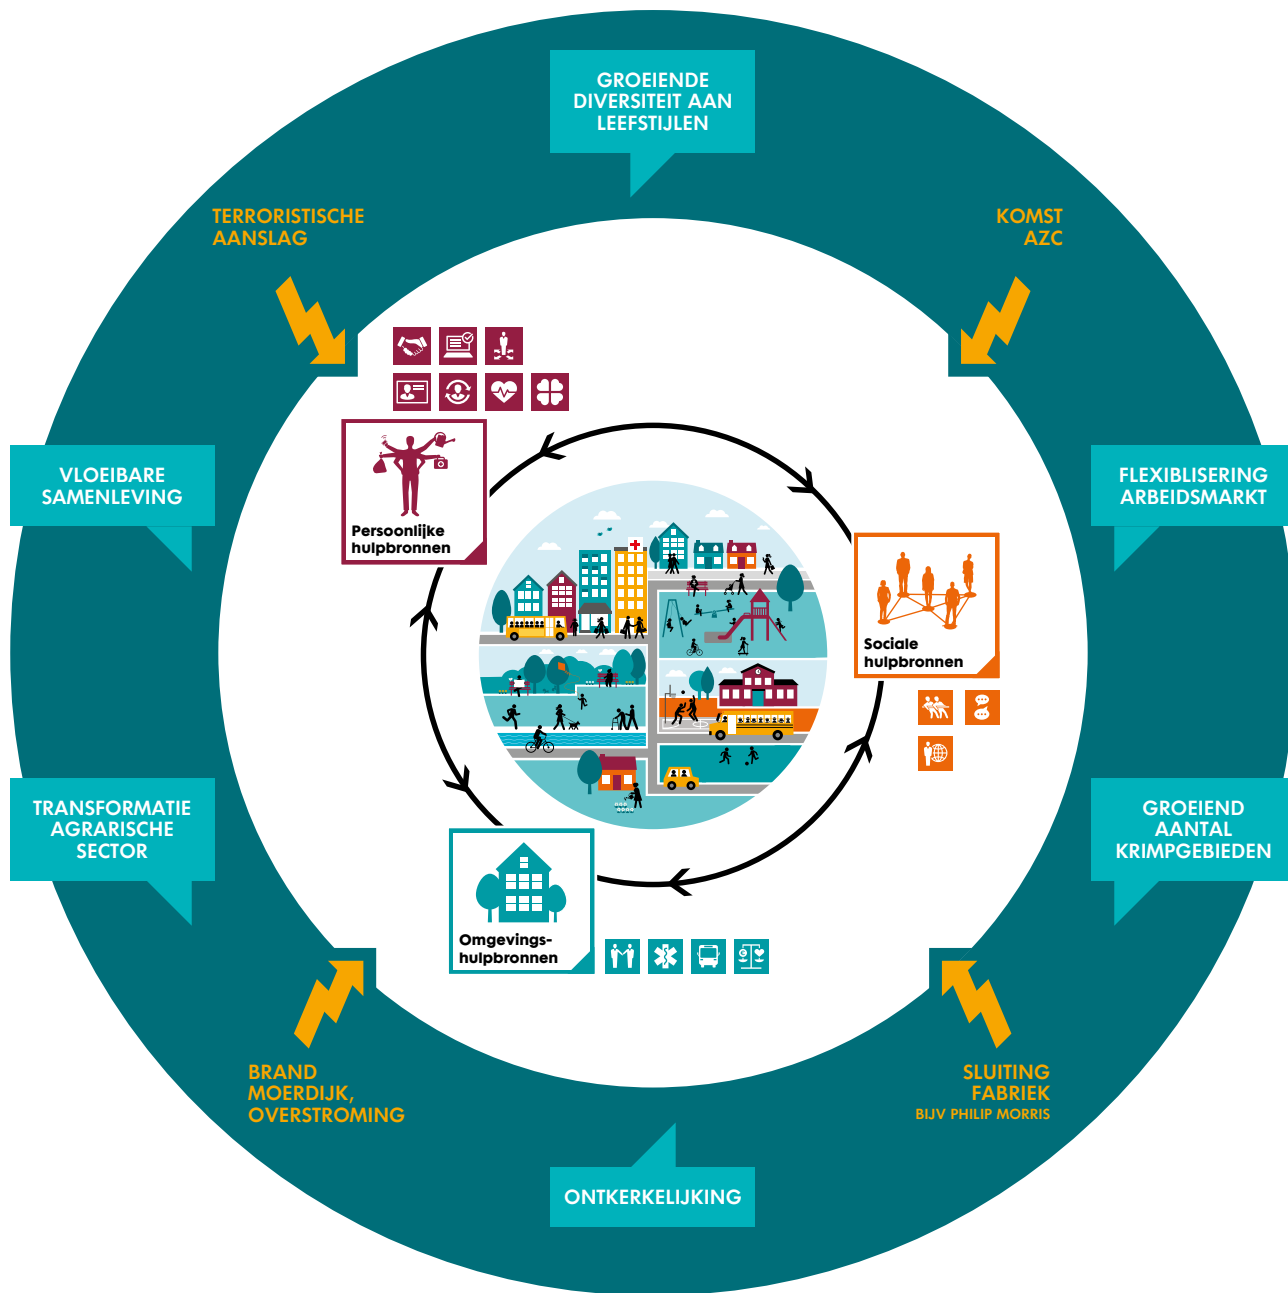 GROEIENDE
DIVERSITEIT AAN
LEEFSTIJLEN
TERRORISTISCHE
AANSLAG
KOMST
AZC
VLOEIBARE
SAMENLEVING
FLEXIBLISERING
ARBEIDSMARKT
Persoonlijke
hulpbronnen
Sociale
hulpbronnen
TRANSFORMATIE
AGRARISCHE
SECTOR
GROEIEND
AANTAL
KRIMPGEBIEDEN
Omgevings-
hulpbronnen
BRAND
MOERDIJK,
OVERSTROMING
SLUITING
FABRIEK
BIJV PHILIP MORRIS
ONTKERKELIJKING